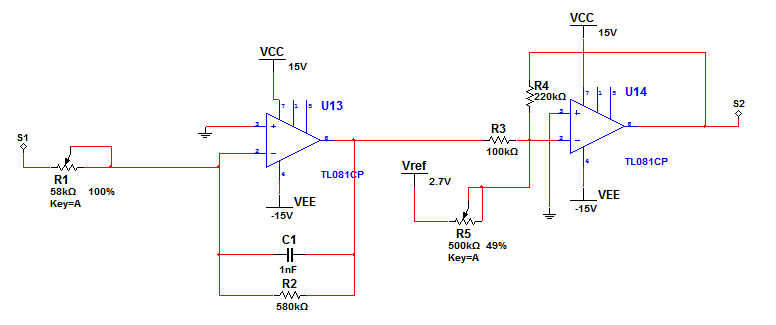 VCC
15V
VCC
15V
U13
7
1
5
3
2
6
4
TL081CP
VEE
-15V
S1
R1
58kΩ 100%
Key=A
C1
1nF
R2
580kΩ
R3
100kΩ
Vref
2.7V
R5
500kΩ 49%
Key=A
R4
220kΩ
U14
7
1
5
3
2
6
4
TL081CP
VEE
-15V
S2